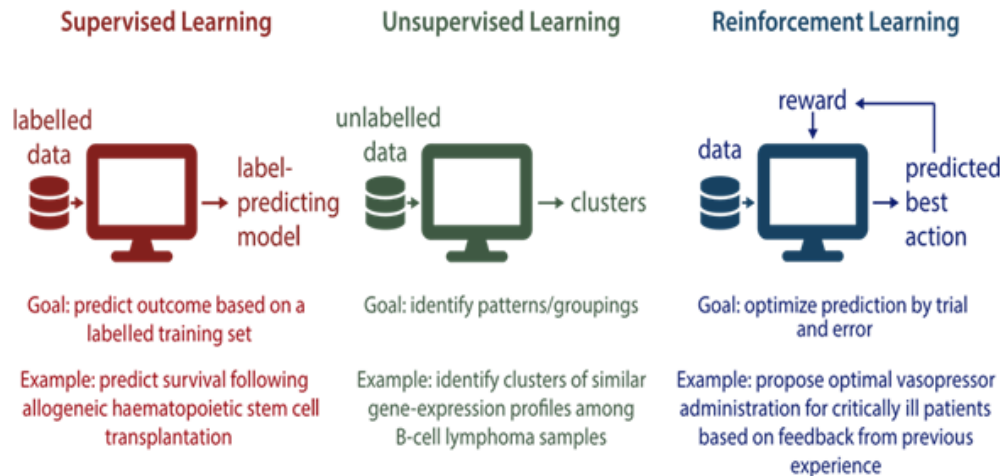 Supervised Learning
labelled
data
label-
predicting
model
Goal: predict outcome based on a
labelled training set
Example: predict survival following
allogeneic haematopoietic stem cell
transplantation
Unsupervised Learning
unlabelled
data
clusters
Goal: identify patterns/groupings
Example: identify clusters of similar
gene-expression profiles among
B-cell lymphoma samples
Reinforcement Learning
reward
data
predicted
best
action
Goal: optimize prediction by trial
and error
Example: propose optimal vasopressor
administration for critically ill patients
based on feedback from previous
experience